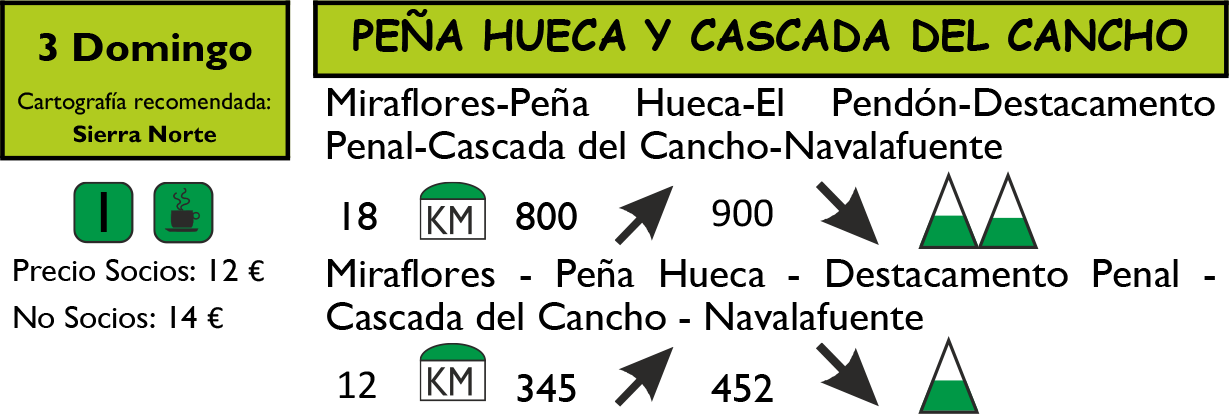 3 Domingo
Cartografía recomendada:
Sierra Norte
I
Precio Socios: 12 €
No Socios: 14 €
PEÑA HUECA Y CASCADA DEL CANCHO
Miraflores-Peña Hueca-El Pendón-Destacamento
Penal-Cascada del Cancho-Navalafuente
18 KM 800 900
Miraflores - Peña Hueca - Destacamento Penal -
Cascada del Cancho - Navalafuente
12 KM 345 452